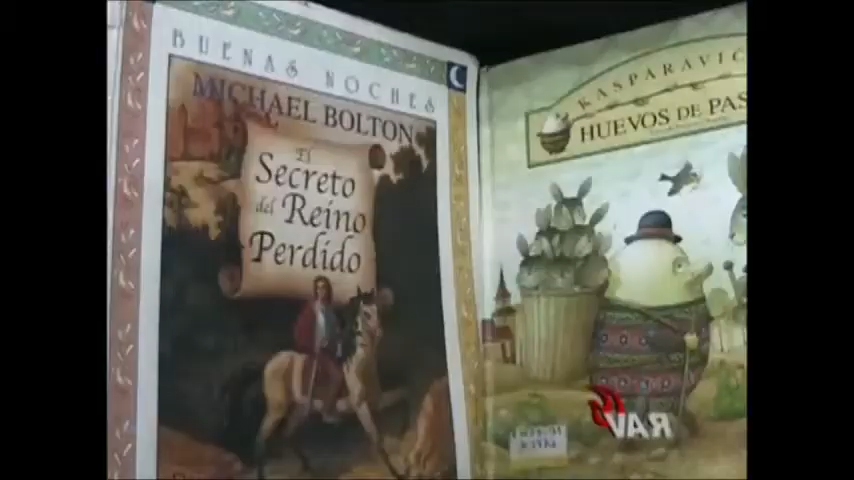 BUENAS NOCHES
MICHAEL BOLTON
El
Secreto
del Reino
Perdido
KASPARAVIC
HUEVOS DE PAS